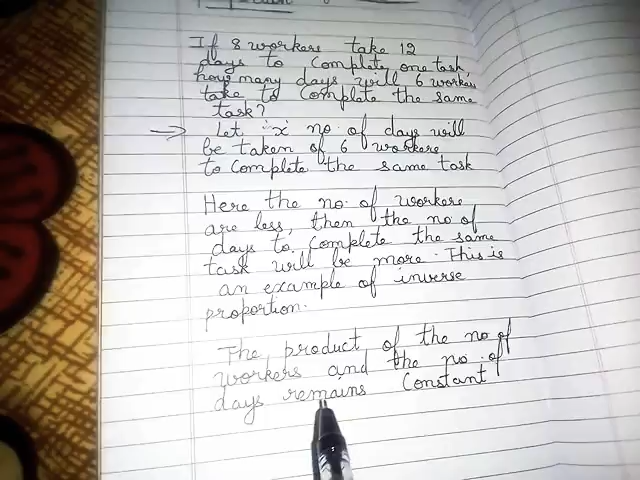 If 8 workers take 12
days to complete one task,
how many days will 6 workers
take to complete the same
task?
→ Let 'x' no. of days will
be taken of 6 workers
to complete the same task
Here the no. of workers
are less, then the no of
days to complete the same
task will be more. This is
an example of inverse
proportion.
The product of the no of
workers and the no. of
days remains constant